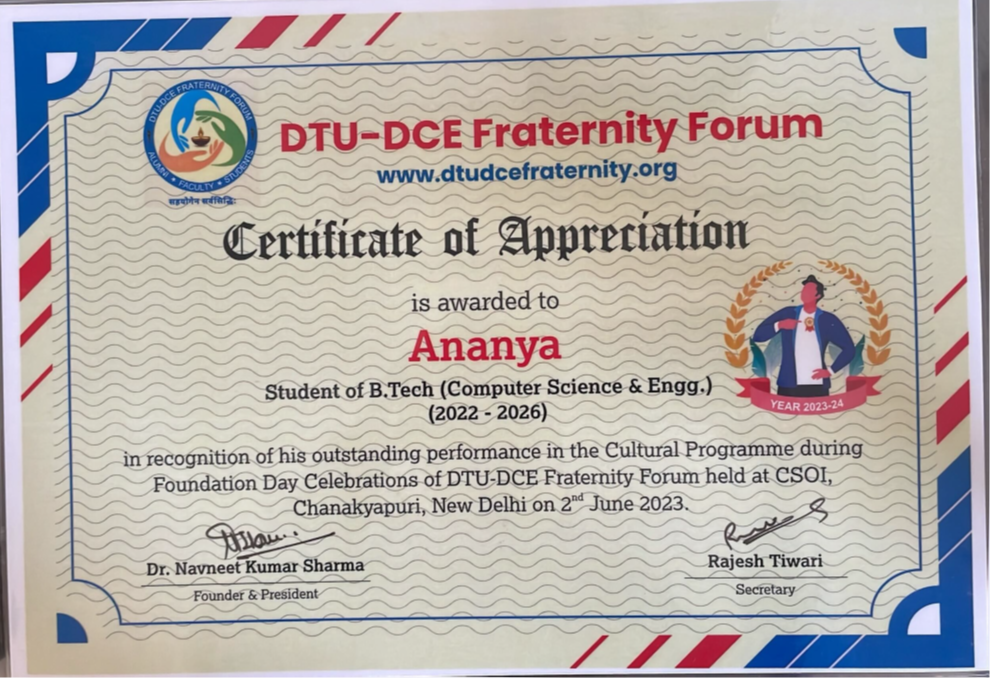 DTU-DCE FRATERNITY FORUM
ALUMNI ★ FACULTY ★ STUDENTS
सहयोगेन सर्वसिद्धिः
DTU-DCE Fraternity Forum
www.dtudcefraternity.org
Certificate of Appreciation
is awarded to
Ananya
Student of B.Tech (Computer Science & Engg.)
(2022 - 2026)
YEAR 2023-24
in recognition of his outstanding performance in the Cultural Programme during
Foundation Day Celebrations of DTU-DCE Fraternity Forum held at CSOI,
Chanakyapuri, New Delhi on 2nd June 2023.
Dr. Navneet Kumar Sharma
Founder & President
Rajesh Tiwari
Secretary